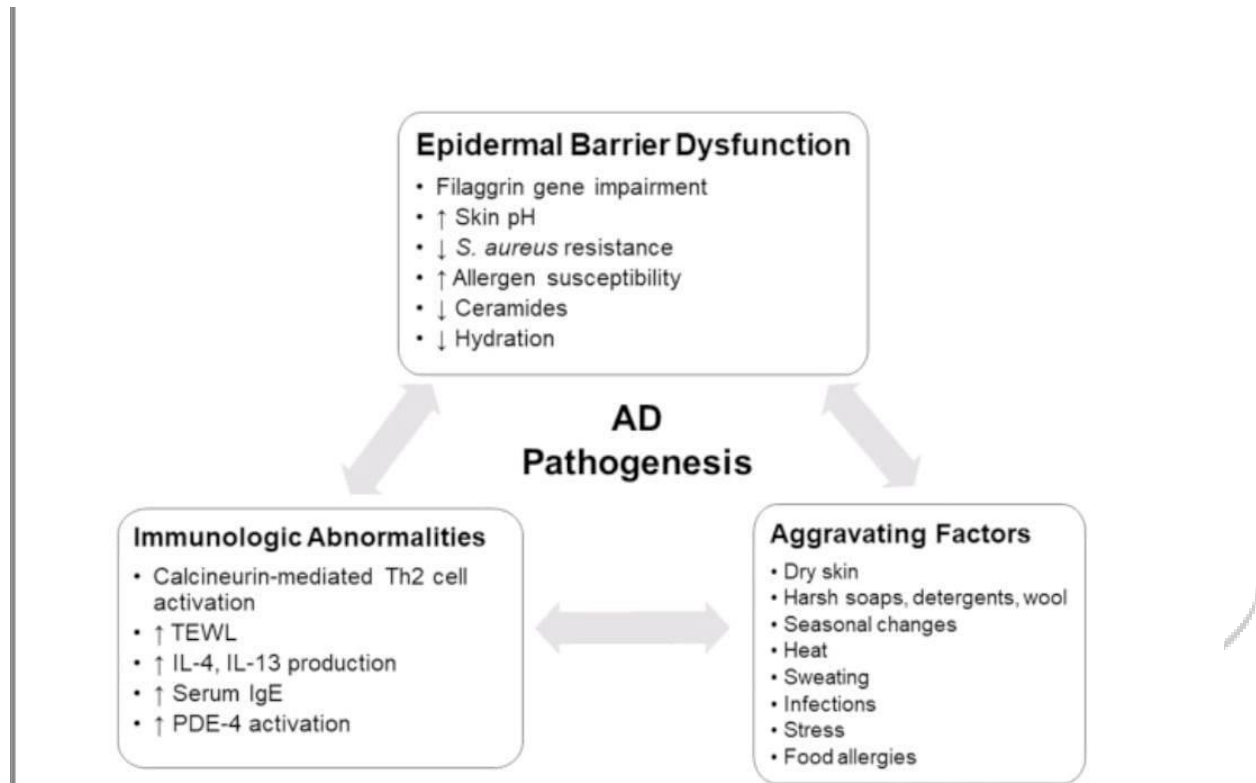 Epidermal Barrier Dysfunction
• Filaggrin gene impairment
• ↑ Skin pH
• ↓ S. aureus resistance
• ↑ Allergen susceptibility
• ↓ Ceramides
• ↓ Hydration
AD
Pathogenesis
Immunologic Abnormalities
• Calcineurin-mediated Th2 cell
activation
• ↑ TEWL
• ↑ IL-4, IL-13 production
• ↑ Serum IgE
• ↑ PDE-4 activation
Aggravating Factors
• Dry skin
• Harsh soaps, detergents, wool
• Seasonal changes
• Heat
• Sweating
• Infections
• Stress
• Food allergies